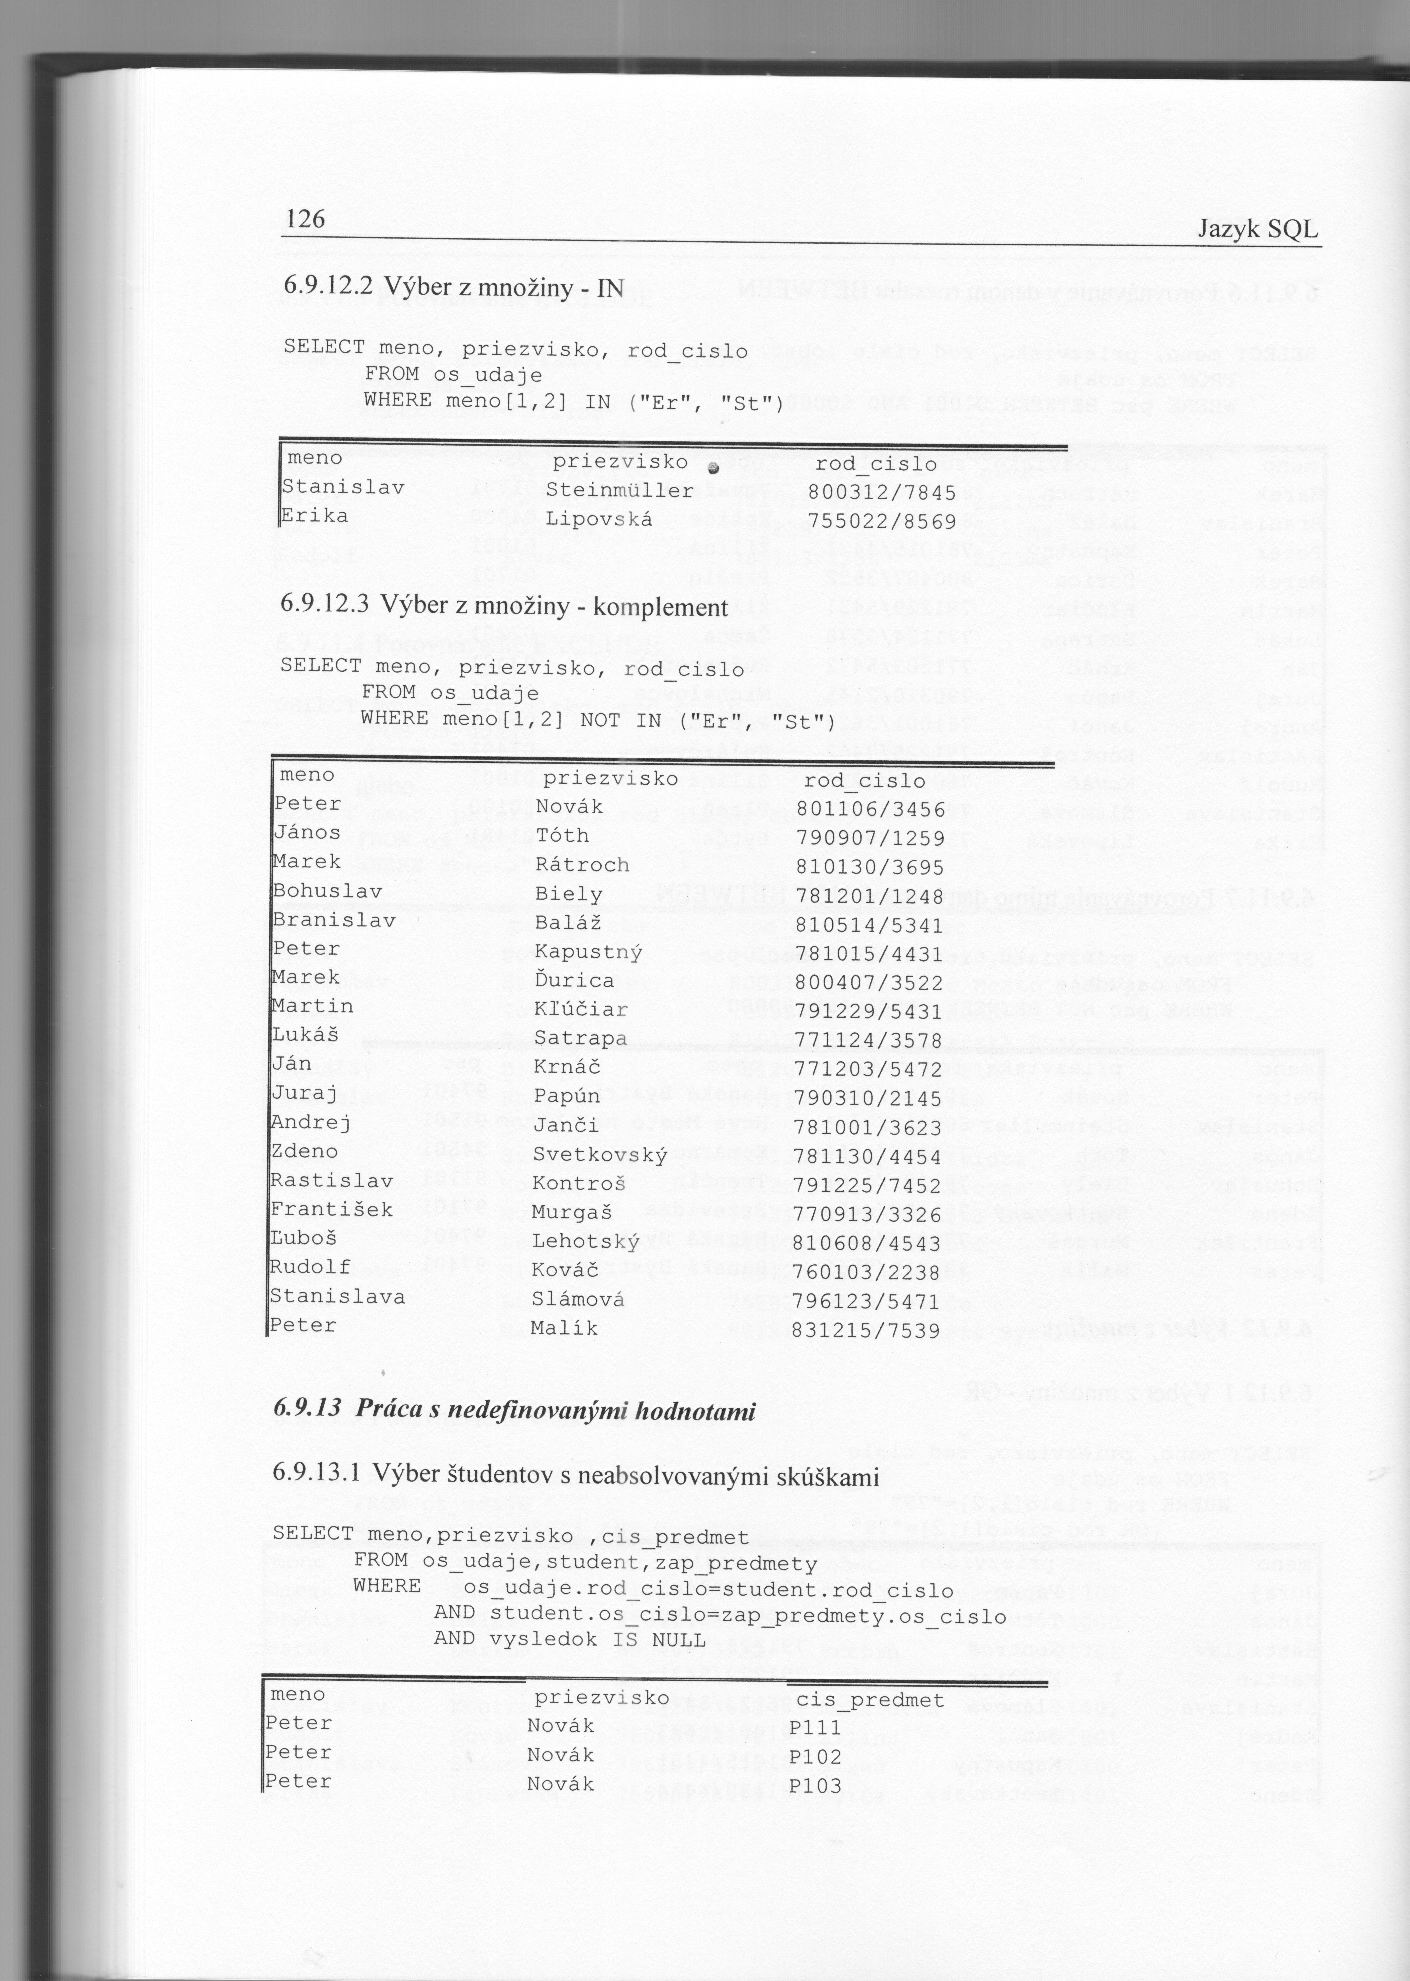 126
Jazyk SQL
6.9.12.2 Výber z množiny - IN
SELECT meno, priezvisko, rod_cislo
FROM os_udaje
WHERE meno[1,2] IN ("Er", "St")
meno priezvisko rod_cislo
Stanislav Steinmüller 800312/7845
Erika Lipovská 755022/8569
6.9.12.3 Výber z množiny - komplement
SELECT meno, priezvisko, rod_cislo
FROM os_udaje
WHERE meno[1,2] NOT IN ("Er", "St")
meno priezvisko rod_cislo
Peter Novák 801106/3456
János Tóth 790907/1259
Marek Rátroch 810130/3695
Bohuslav Biely 781201/1248
Branislav Baláž 810514/5341
Peter Kapustný 781015/4431
Marek Ďurica 800407/3522
Martin Kľúčiar 791229/5431
Lukáš Satrapa 771124/3578
Ján Krnáč 771203/5472
Juraj Papún 790310/2145
Andrej Janči 781001/3623
Zdeno Svetkovský 781130/4454
Rastislav Kontroš 791225/7452
František Murgaš 770913/3326
Ľuboš Lehotský 810608/4543
Rudolf Kováč 760103/2238
Stanislava Slámová 796123/5471
Peter Malík 831215/7539
6.9.13 Práca s nedefinovanými hodnotami
6.9.13.1 Výber študentov s neabsolvovanými skúškami
SELECT meno,priezvisko ,cis_predmet
FROM os_udaje,student,zap_predmety
WHERE os_udaje.rod_cislo=student.rod_cislo
AND student.os_cislo=zap_predmety.os_cislo
AND vysledok IS NULL
meno priezvisko cis_predmet
Peter Novák P111
Peter Novák P102
Peter Novák P103